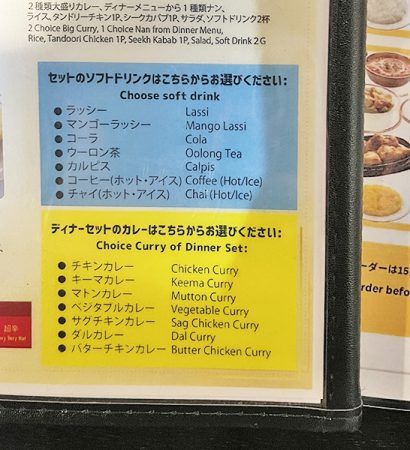 2種類大盛りカレー、ディナーメニューから1種類ナン、
ライス、タンドリーチキン1P、シークカバブ1P、サラダ、ソフトドリンク2杯
2 Choice Big Curry, 1 Choice Nan from Dinner Menu,
Rice, Tandoori Chicken 1P, Seekh Kabab 1P, Salad, Soft Drink 2 G
セットのソフトドリンクはこちらからお選びください:
Choose soft drink
● ラッシー Lassi
● マンゴーラッシー Mango Lassi
● コーラ Cola
● ウーロン茶 Oolong Tea
● カルピス Calpis
● コーヒー(ホット・アイス) Coffee (Hot/Ice)
● チャイ(ホット・アイス) Chai (Hot/Ice)
ディナーセットのカレーはこちらからお選びください:
Choice Curry of Dinner Set:
● チキンカレー Chicken Curry
● キーマカレー Keema Curry
● マトンカレー Mutton Curry
● ベジタブルカレー Vegetable Curry
● サグチキンカレー Sag Chicken Curry
● ダルカレー Dal Curry
● バターチキンカレー Butter Chicken Curry
超辛
Very Very Hot
ーダーは15
rder before